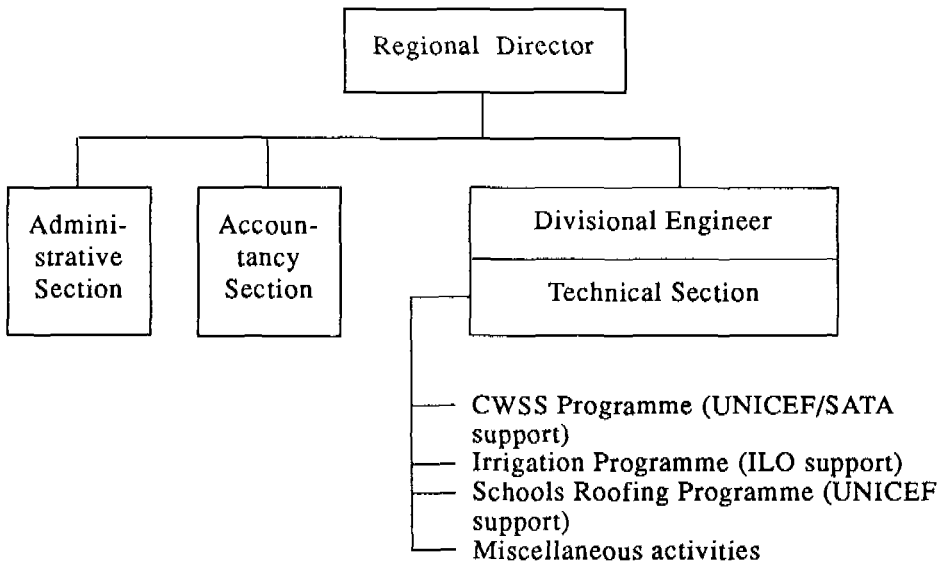 Regional Director
Admini-
strative
Section
Accoun-
tancy
Section
Divisional Engineer
Technical Section
CWSS Programme (UNICEF/SATA
support)
Irrigation Programme (ILO support)
Schools Roofing Programme (UNICEF
support)
Miscellaneous activities